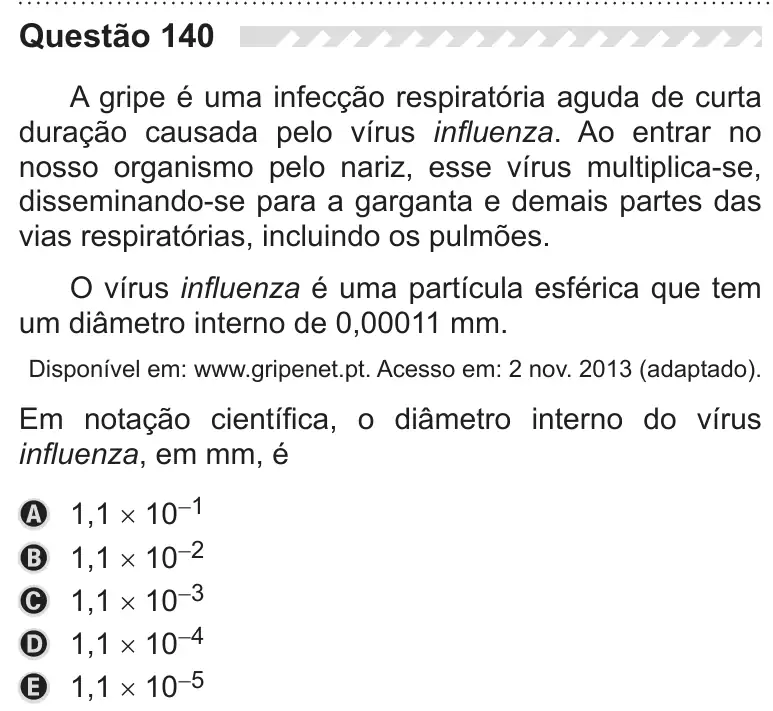 Questão 140
A gripe é uma infecção respiratória aguda de curta
duração causada pelo vírus influenza. Ao entrar no
nosso organismo pelo nariz, esse vírus multiplica-se,
disseminando-se para a garganta e demais partes das
vias respiratórias, incluindo os pulmões.
O vírus influenza é uma partícula esférica que tem
um diâmetro interno de 0,00011 mm.
Disponível em: www.gripenet.pt. Acesso em: 2 nov. 2013 (adaptado).
Em notação científica, o diâmetro interno do vírus
influenza, em mm, é
A 1,1 × 10⁻¹
B 1,1 × 10⁻²
C 1,1 × 10⁻³
D 1,1 × 10⁻⁴
E 1,1 × 10⁻⁵